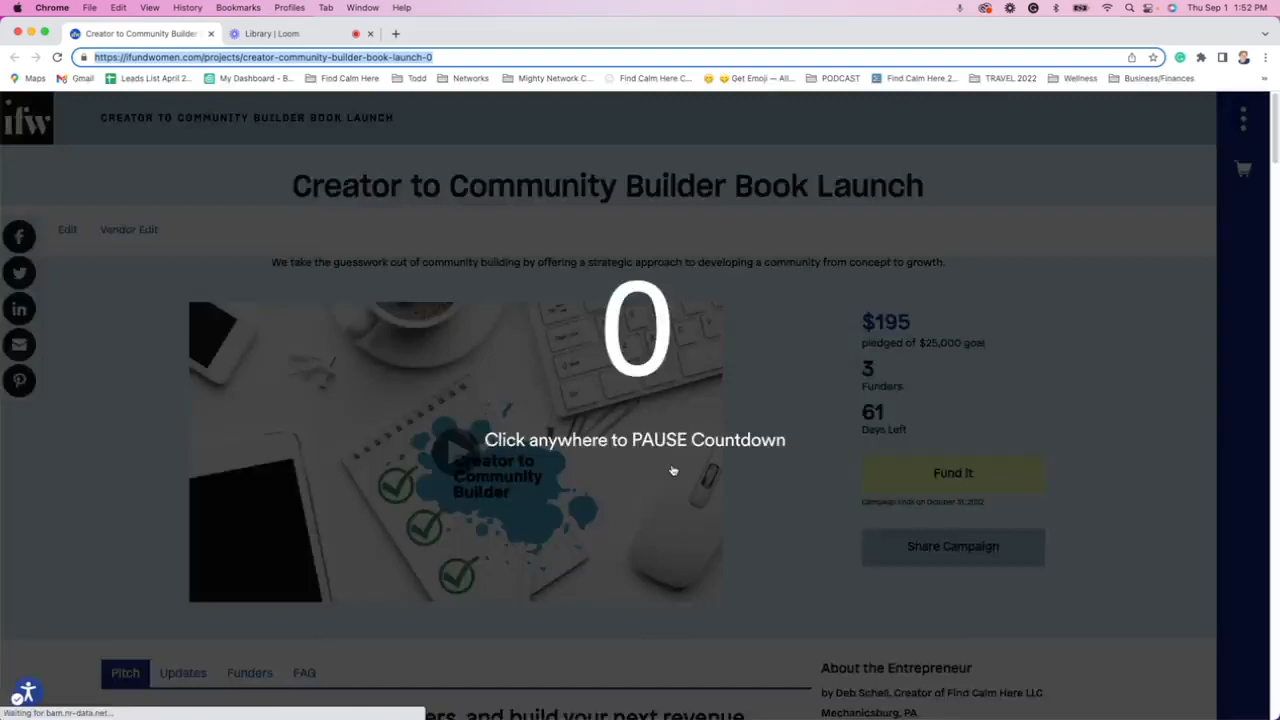 Chrome File Edit View History Bookmarks Profiles Tab Window Help Thu Sep 1 1:52 PM
Creator to Community Builder Library | Loom
https://ifundwomen.com/projects/creator-community-builder-book-launch-0
Maps Gmail Leads List April 2... My Dashboard - B... Find Calm Here Todd Networks Mighty Network C... Find Calm Here C... Get Emoji — All... PODCAST Find Calm Here 2... TRAVEL 2022 Wellness Business/Finances
ifw
CREATOR TO COMMUNITY BUILDER BOOK LAUNCH
Creator to Community Builder Book Launch
Edit Vendor Edit
We take the guesswork out of community building by offering a strategic approach to developing a community from concept to growth.
0
Click anywhere to PAUSE Countdown
Creator to
Community
Builder
$195
pledged of $25,000 goal
3
Funders
61
Days Left
Fund It
Campaign Ends on October 31, 2022
Share Campaign
Pitch Updates Funders FAQ
About the Entrepreneur
by Deb Schell, Creator of Find Calm Here LLC
Mechanicsburg, PA
ers, and build your next revenue
Waiting for bam.nr-data.net...